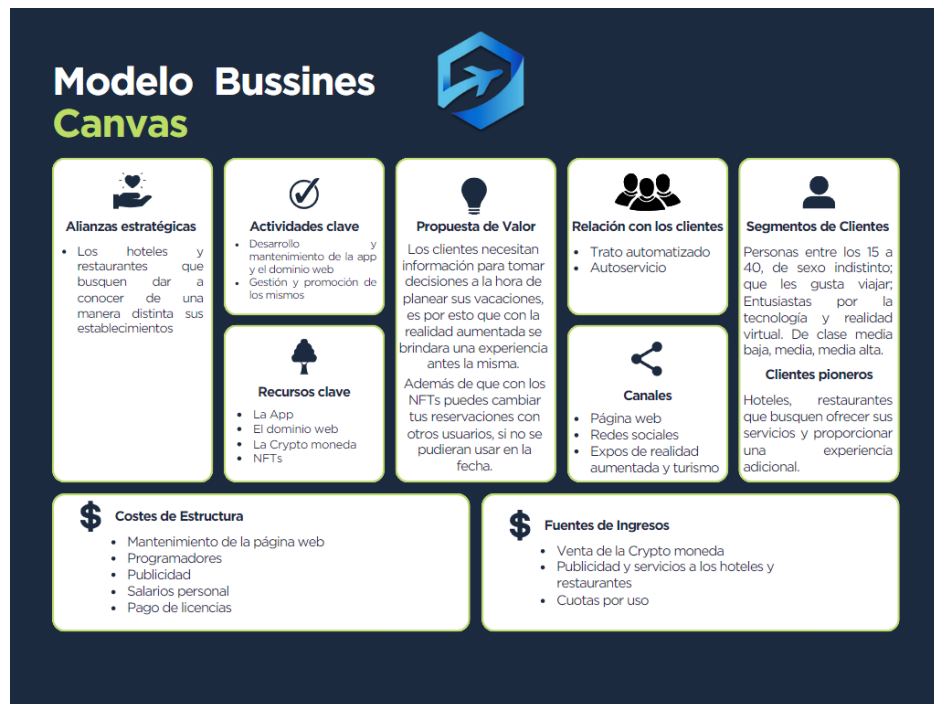 Modelo Bussines
Canvas
Alianzas estratégicas
Los hoteles y
restaurantes que
busquen dar a
conocer de una
manera distinta sus
establecimientos
Actividades clave
Desarrollo y
mantenimiento de la app
y el dominio web
Gestión y promoción de
los mismos
Recursos clave
La App
El dominio web
La Crypto moneda
NFTs
Propuesta de Valor
Los clientes necesitan
información para tomar
decisiones a la hora de
planear sus vacaciones,
es por esto que con la
realidad aumentada se
brindara una experiencia
antes la misma.
Además de que con los
NFTs puedes cambiar
tus reservaciones con
otros usuarios, si no se
pudieran usar en la
fecha.
Relación con los clientes
Trato automatizado
Autoservicio
Canales
Página web
Redes sociales
Expos de realidad
aumentada y turismo
Segmentos de Clientes
Personas entre los 15 a
40, de sexo indistinto;
que les gusta viajar;
Entusiastas por la
tecnología y realidad
virtual. De clase media
baja, media, media alta.
Clientes pioneros
Hoteles, restaurantes
que busquen ofrecer sus
servicios y proporcionar
una experiencia
adicional.
$ Costes de Estructura
Mantenimiento de la página web
Programadores
Publicidad
Salarios personal
Pago de licencias
$ Fuentes de Ingresos
Venta de la Crypto moneda
Publicidad y servicios a los hoteles y
restaurantes
Cuotas por uso